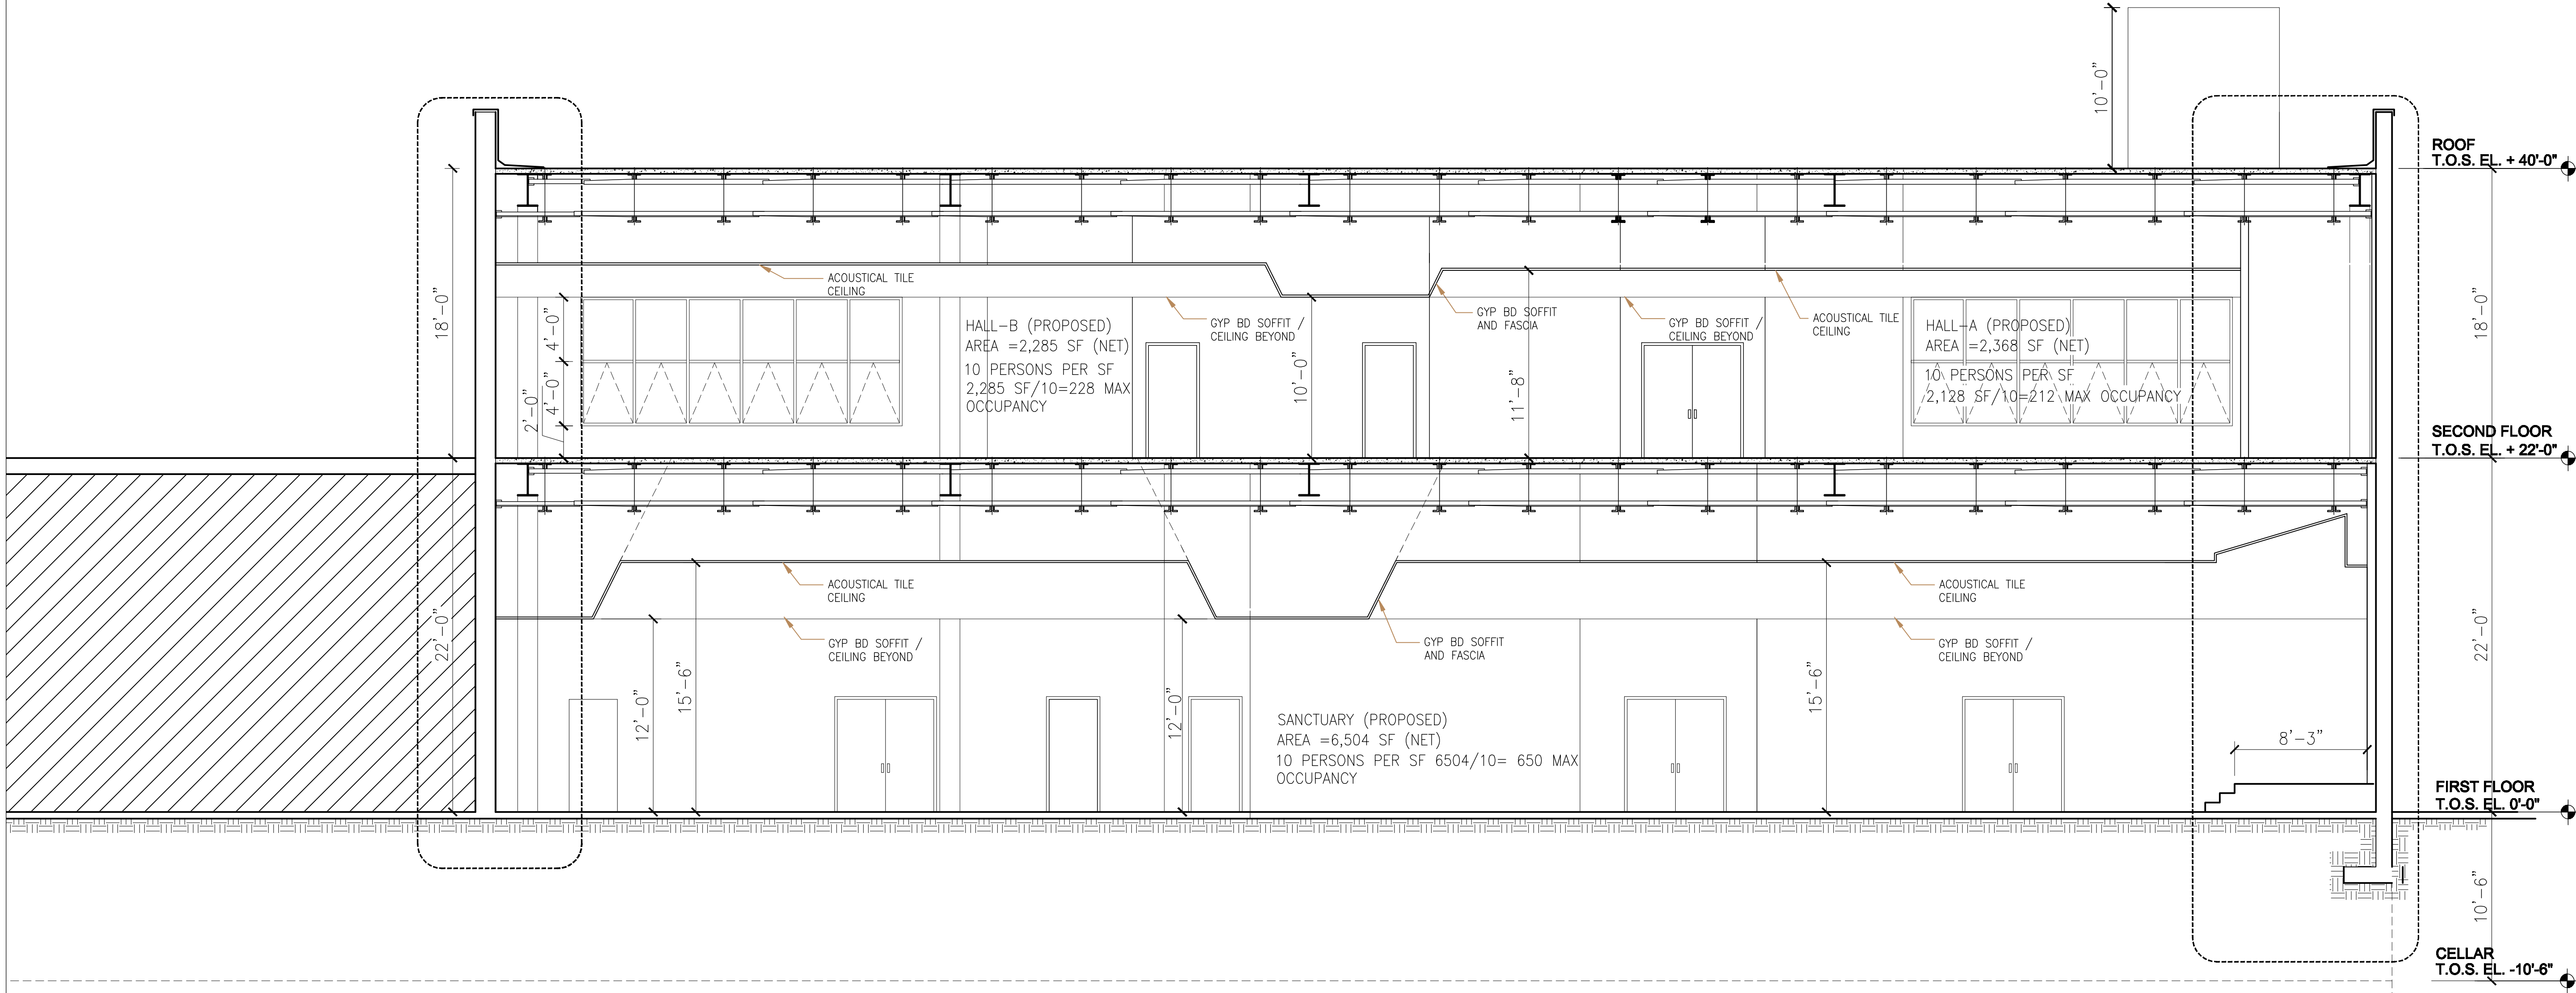 10'-0"
ROOF
T.O.S. EL. + 40'-0"
18'-0"
ACOUSTICAL TILE
CEILING
4'-0"
4'-0"
2'-0"
HALL-B (PROPOSED)
AREA =2,285 SF (NET)
10 PERSONS PER SF
2,285 SF/10=228 MAX
OCCUPANCY
GYP BD SOFFIT /
CEILING BEYOND
10'-0"
GYP BD SOFFIT
AND FASCIA
11'-8"
GYP BD SOFFIT /
CEILING BEYOND
ACOUSTICAL TILE
CEILING
HALL-A (PROPOSED)
AREA =2,368 SF (NET)
10 PERSONS PER SF
2,128 SF/10=212 MAX OCCUPANCY
18'-0"
SECOND FLOOR
T.O.S. EL. + 22'-0"
22'-0"
ACOUSTICAL TILE
CEILING
GYP BD SOFFIT /
CEILING BEYOND
12'-0"
15'-6"
12'-0"
GYP BD SOFFIT
AND FASCIA
SANCTUARY (PROPOSED)
AREA =6,504 SF (NET)
10 PERSONS PER SF 6504/10= 650 MAX
OCCUPANCY
15'-6"
ACOUSTICAL TILE
CEILING
GYP BD SOFFIT /
CEILING BEYOND
8'-3"
22'-0"
FIRST FLOOR
T.O.S. EL. 0'-0"
10'-6"
CELLAR
T.O.S. EL. -10'-6"